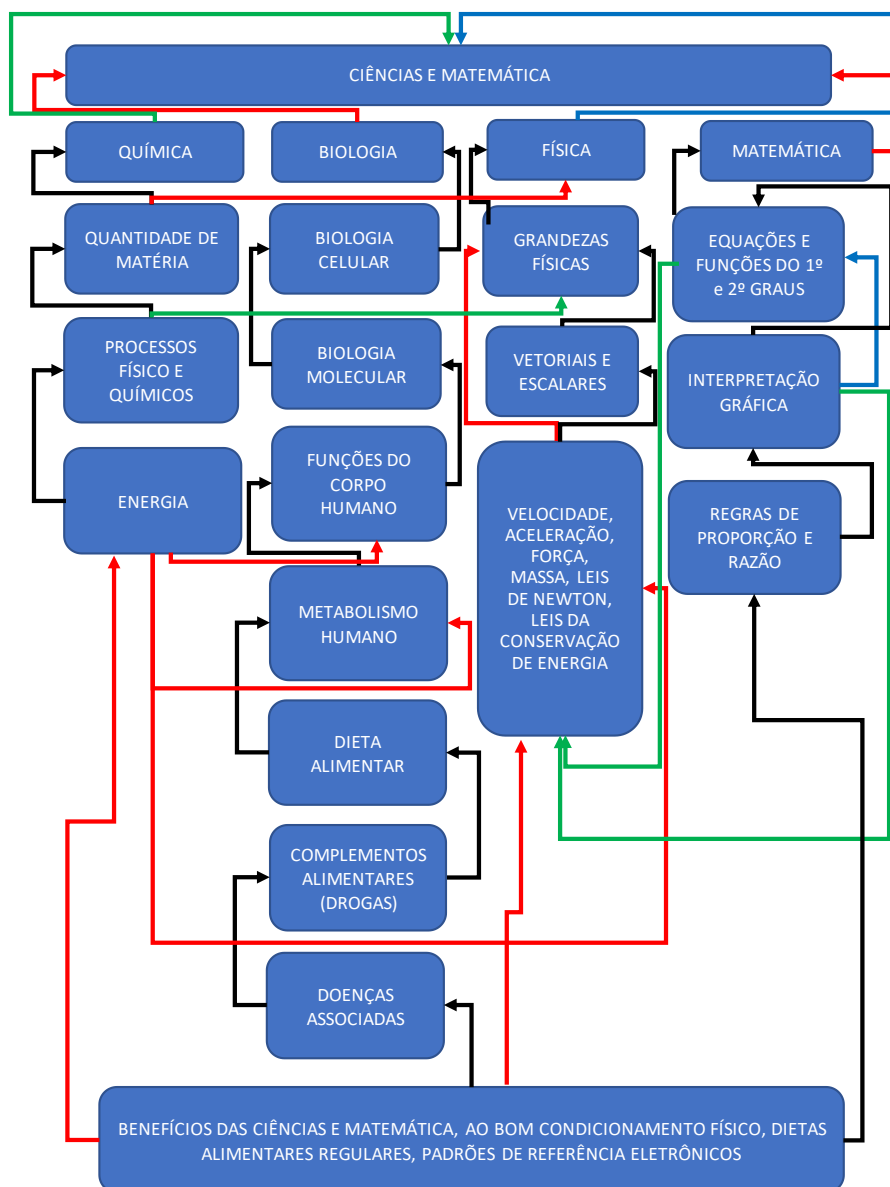 CIÊNCIAS E MATEMÁTICA
QUÍMICA
BIOLOGIA
FÍSICA
MATEMÁTICA
QUANTIDADE DE
MATÉRIA
BIOLOGIA
CELULAR
GRANDEZAS
FÍSICAS
EQUAÇÕES E
FUNÇÕES DO 1º
e 2º GRAUS
PROCESSOS
FÍSICO E
QUÍMICOS
BIOLOGIA
MOLECULAR
VETORIAIS E
ESCALARES
INTERPRETAÇÃO
GRÁFICA
ENERGIA
FUNÇÕES DO
CORPO
HUMANO
VELOCIDADE,
ACELERAÇÃO,
FORÇA,
MASSA, LEIS
DE NEWTON,
LEIS DA
CONSERVAÇÃO
DE ENERGIA
REGRAS DE
PROPORÇÃO E
RAZÃO
METABOLISMO
HUMANO
DIETA
ALIMENTAR
COMPLEMENTOS
ALIMENTARES
(DROGAS)
DOENÇAS
ASSOCIADAS
BENEFÍCIOS DAS CIÊNCIAS E MATEMÁTICA, AO BOM CONDICIONAMENTO FÍSICO, DIETAS
ALIMENTARES REGULARES, PADRÕES DE REFERÊNCIA ELETRÔNICOS